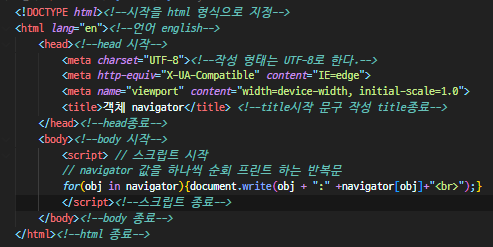 <!DOCTYPE html><!--시작을 html 형식으로 지정-->
<html lang="en"><!--언어 english-->
<head><!--head 시작-->
<meta charset="UTF-8"><!--작성 형태는 UTF-8로 한다.-->
<meta http-equiv="X-UA-Compatible" content="IE=edge">
<meta name="viewport" content="width=device-width, initial-scale=1.0">
<title>객체 navigator</title> <!--title시작 문구 작성 title종료-->
</head><!--head종료-->
<body><!--body 시작-->
<script> // 스크립트 시작
// navigator 값을 하나씩 순회 프린트 하는 반복문
for(obj in navigator){document.write(obj + ":" +navigator[obj]+"<br>");}
</script><!--스크립트 종료-->
</body><!--body 종료-->
</html><!--html 종료-->